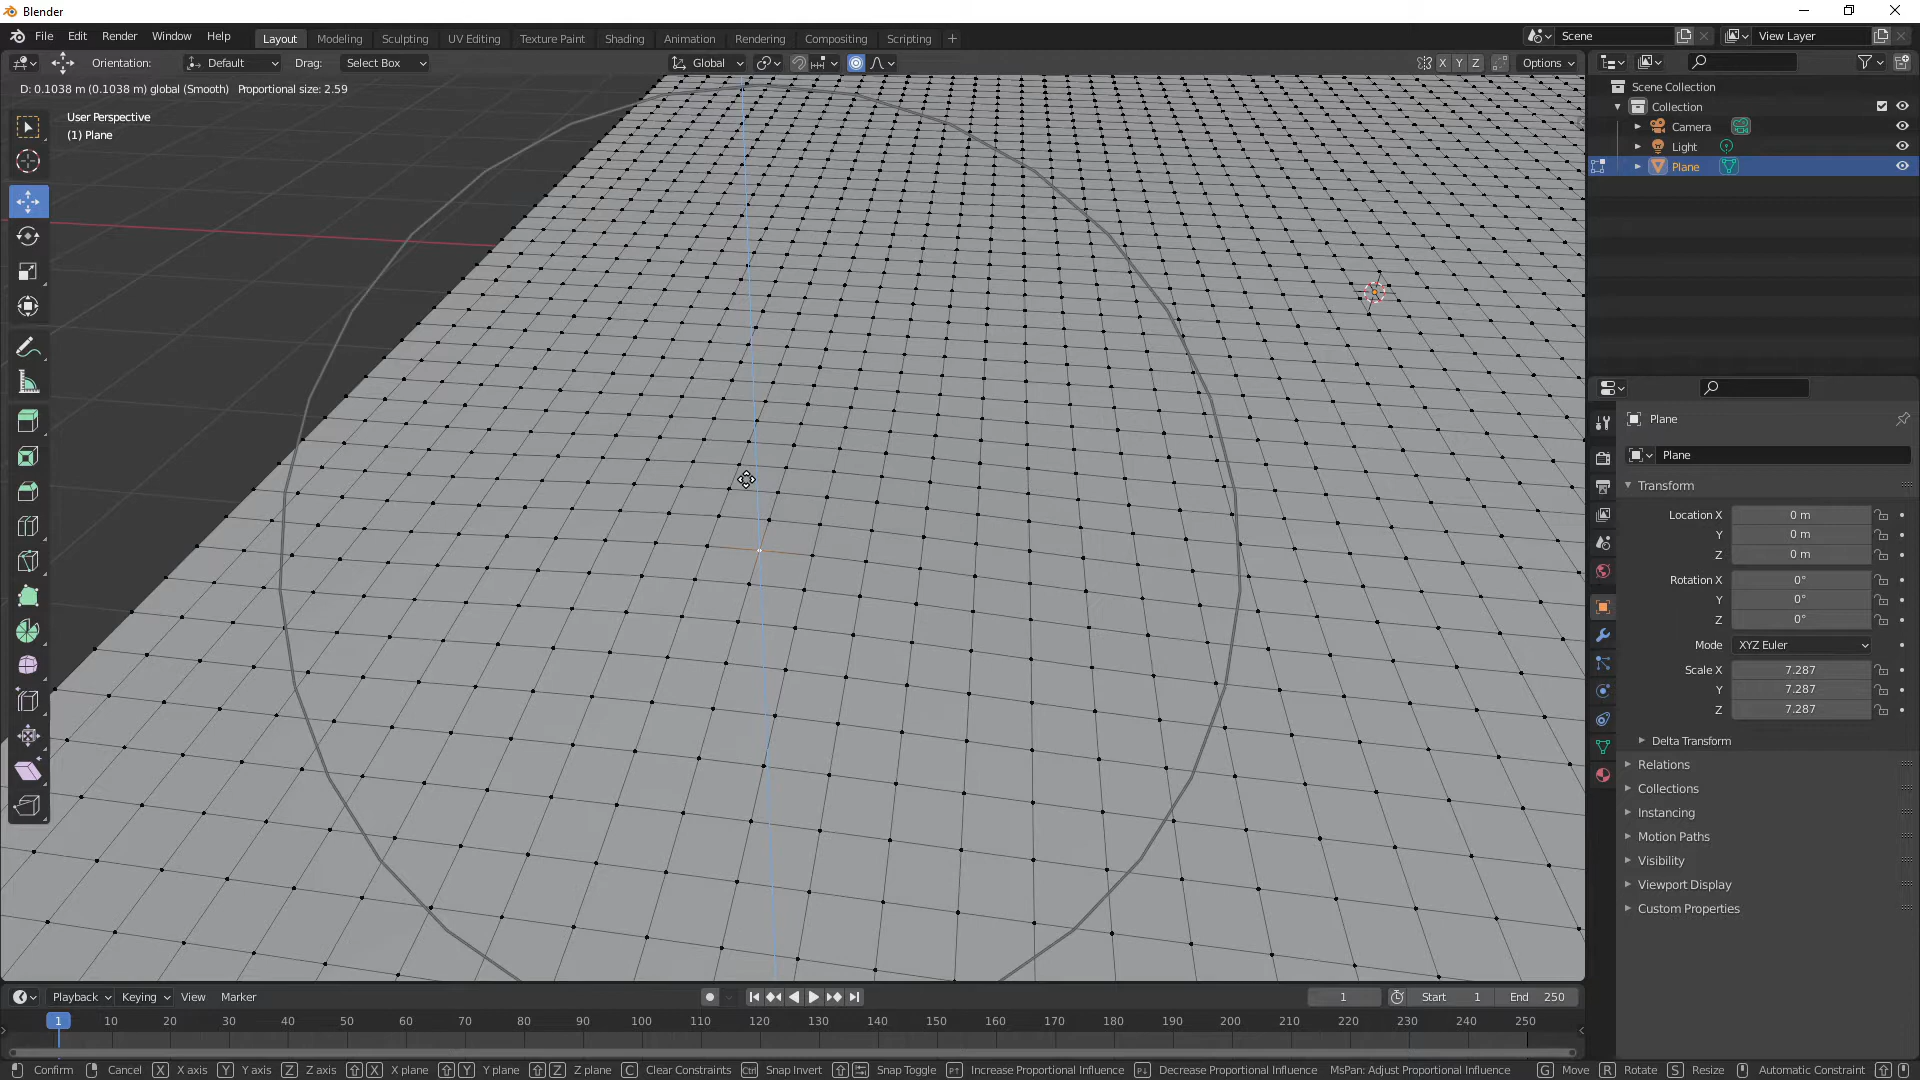 Blender
File Edit Render Window Help
Layout Modeling Sculpting UV Editing Texture Paint Shading Animation Rendering Compositing Scripting +
Scene
View Layer
Orientation: Default Drag: Select Box
Global
X Y Z Options
D: 0.1038 m (0.1038 m) global (Smooth) Proportional size: 2.59
User Perspective
(1) Plane
Scene Collection
Collection
Camera
Light
Plane
Plane
Plane
Transform
Location X 0 m
Y 0 m
Z 0 m
Rotation X 0°
Y 0°
Z 0°
Mode XYZ Euler
Scale X 7.287
Y 7.287
Z 7.287
Delta Transform
Relations
Collections
Instancing
Motion Paths
Visibility
Viewport Display
Custom Properties
Playback Keying View Marker
1 Start 1 End 250
1 10 20 30 40 50 60 70 80 90 100 110 120 130 140 150 160 170 180 190 200 210 220 230 240 250
Confirm Cancel X X axis Y Y axis Z Z axis X X plane Y Y plane Z Z plane C Clear Constraints Ctrl Snap Invert Snap Toggle P↑ Increase Proportional Influence P↓ Decrease Proportional Influence MsPan: Adjust Proportional Influence G Move R Rotate S Resize Automatic Constraint